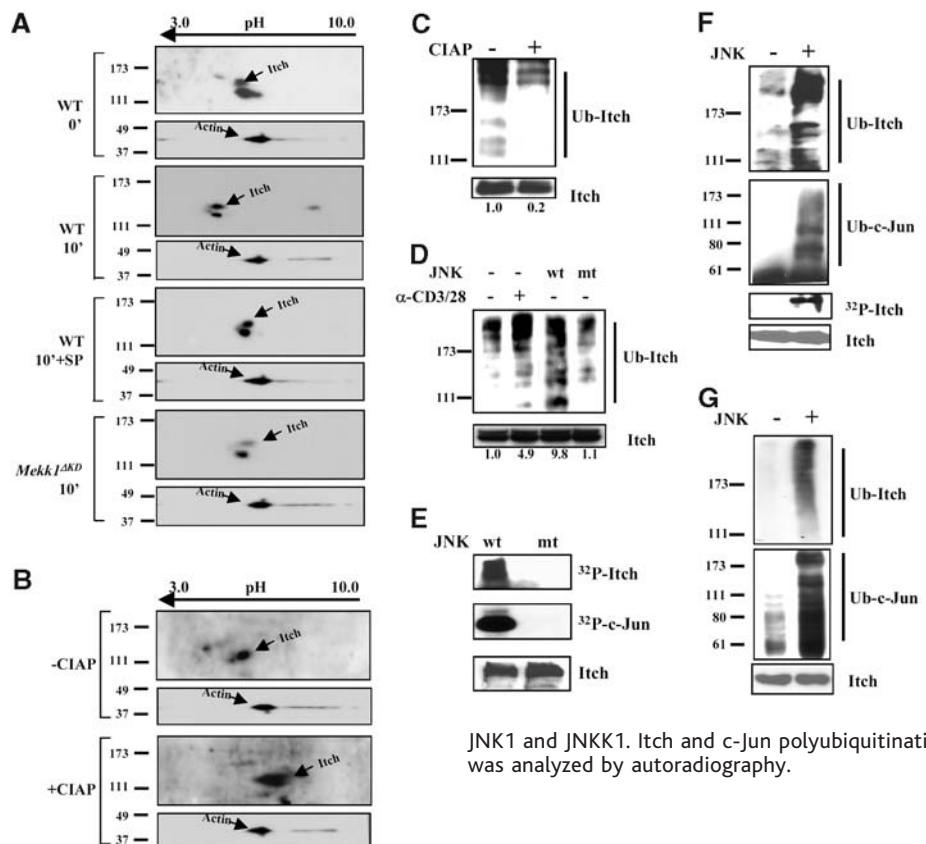 A
3.0 pH 10.0
WT
0'
173
111
Itch
49
37
Actin
WT
10'
173
111
Itch
49
37
Actin
WT
10'+SP
173
111
Itch
49
37
Actin
Mekk1ΔKD
10'
173
111
Itch
49
37
Actin
B
3.0 pH 10.0
-CIAP
173
111
Itch
49
37
Actin
+CIAP
173
111
Itch
49
37
Actin
C
CIAP - +
173
111
Ub-Itch
Itch
1.0 0.2
D
JNK - - wt mt
α-CD3/28 - + - -
173
111
Ub-Itch
Itch
1.0 4.9 9.8 1.1
E
JNK wt mt
32P-Itch
32P-c-Jun
Itch
F
JNK - +
173
111
Ub-Itch
173
111
80
61
Ub-c-Jun
32P-Itch
Itch
G
JNK - +
173
111
Ub-Itch
173
111
80
61
Ub-c-Jun
Itch
JNK1 and JNKK1. Itch and c-Jun polyubiquitinati
was analyzed by autoradiography.